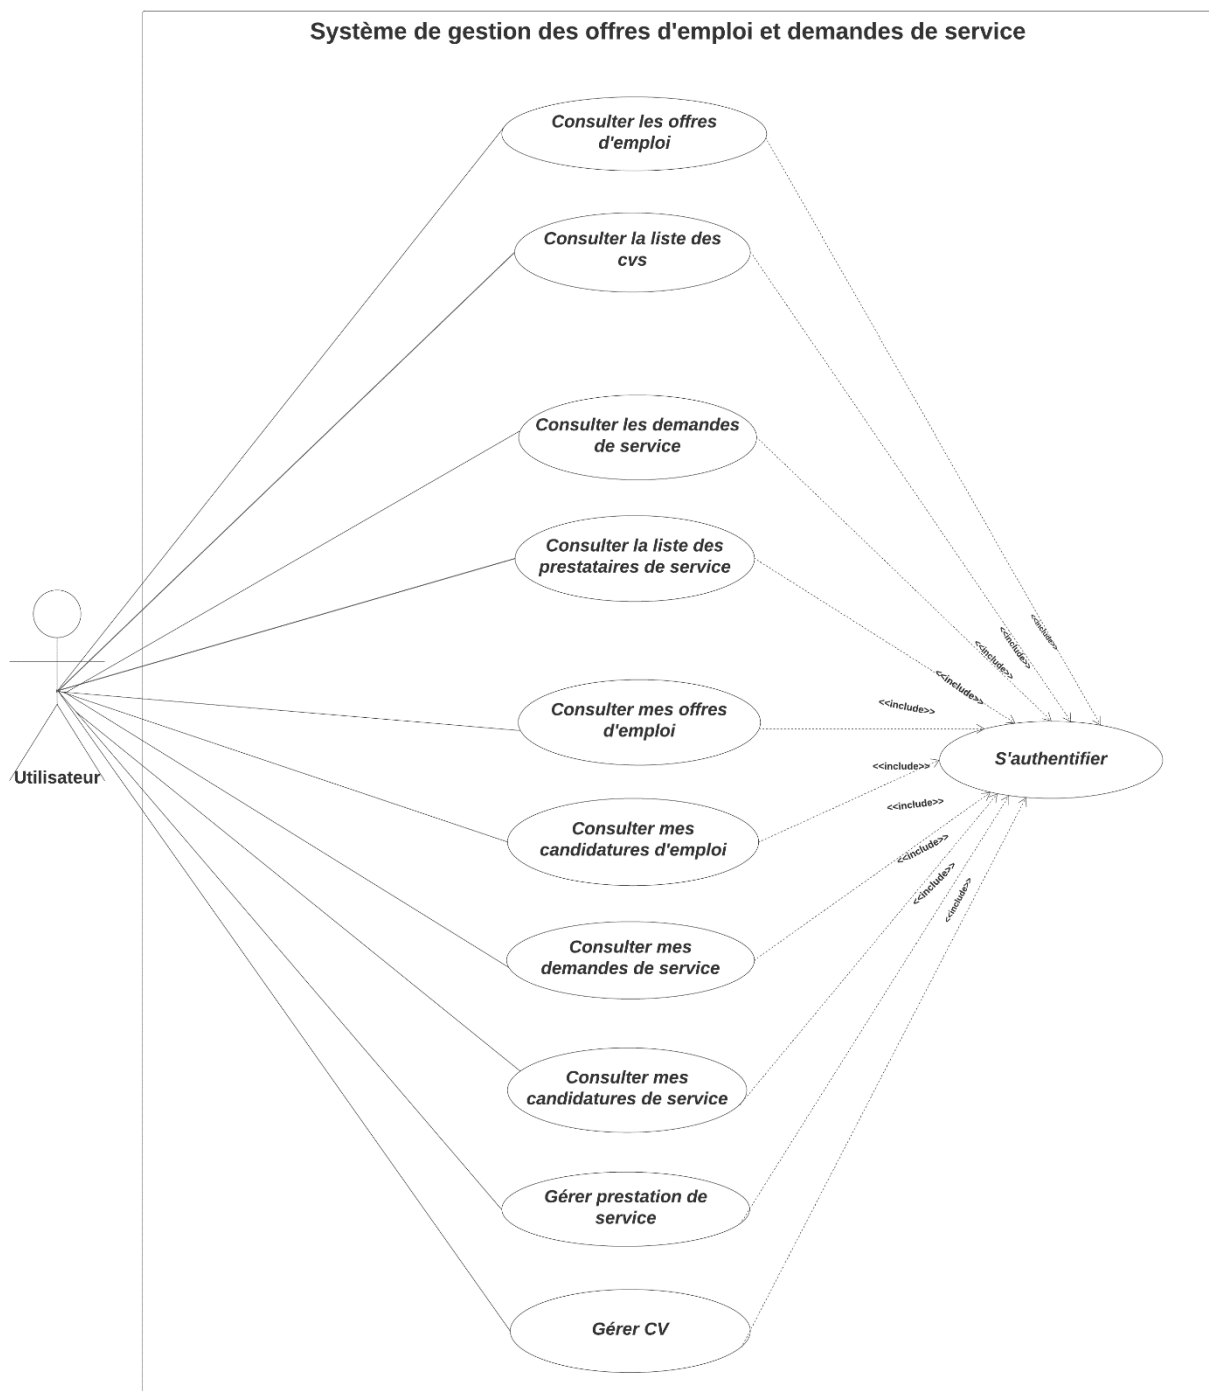 Système de gestion des offres d'emploi et demandes de service
Consulter les offres
d'emploi
Consulter la liste des
cvs
Consulter les demandes
de service
Consulter la liste des
prestataires de service
<<include>>
<<include>>
<<include>>
<<include>>
Consulter mes offres
d'emploi
<<include>>
S'authentifier
<<include>>
Utilisateur
<<include>>
Consulter mes
candidatures d'emploi
<<include>>
<<include>>
<<include>>
Consulter mes
demandes de service
Consulter mes
candidatures de service
Gérer prestation de
service
Gérer CV